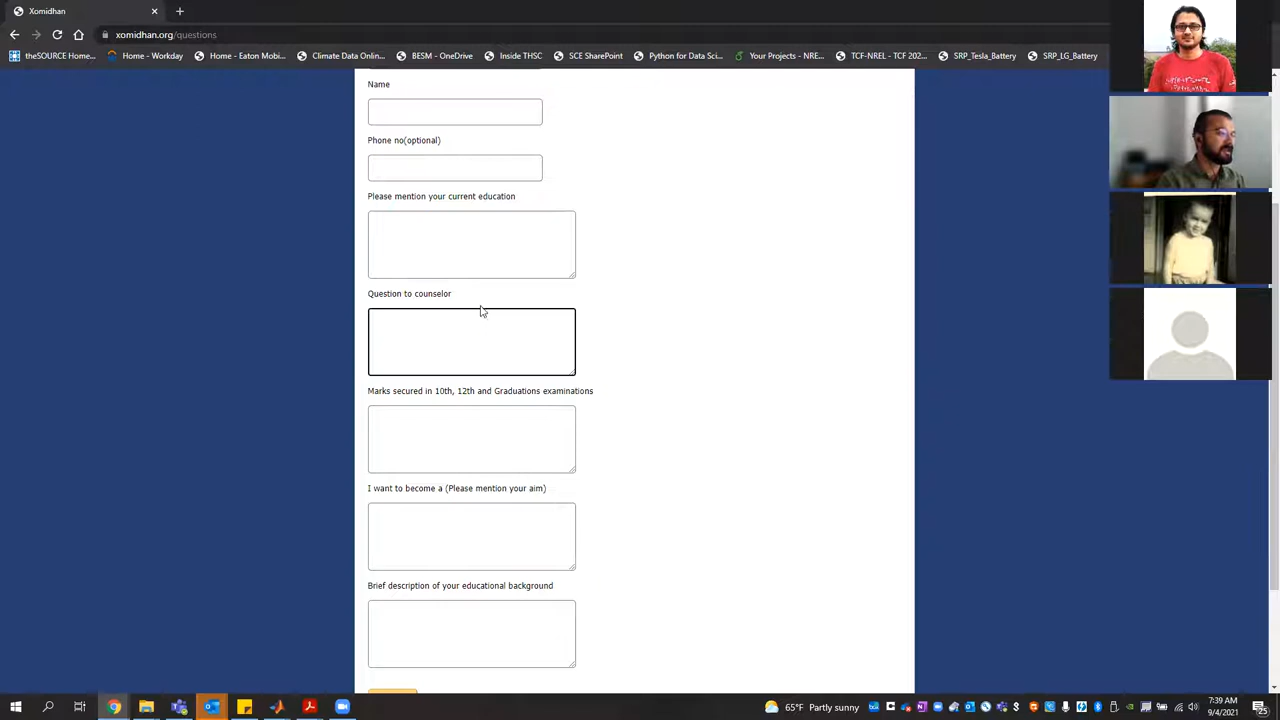 Xomidhan
xomidhan.org/questions
theSOURCE Home...
Home - Workday
Home - Eaton Mobi...
Climate Data Onlin...
BESM
OneDrive
Inside THSC
SCE SharePoint
Python for Data Sci...
Your Projects - NRE...
TCF-NREL - TCF 202...
SRP_Tesla_Battery
SRP_LG_Battery
Name
Phone no(optional)
Please mention your current education
Question to counselor
Marks secured in 10th, 12th and Graduations examinations
I want to become a (Please mention your aim)
Brief description of your educational background
65°F Partly sunny
7:39 AM
9/4/2021
25